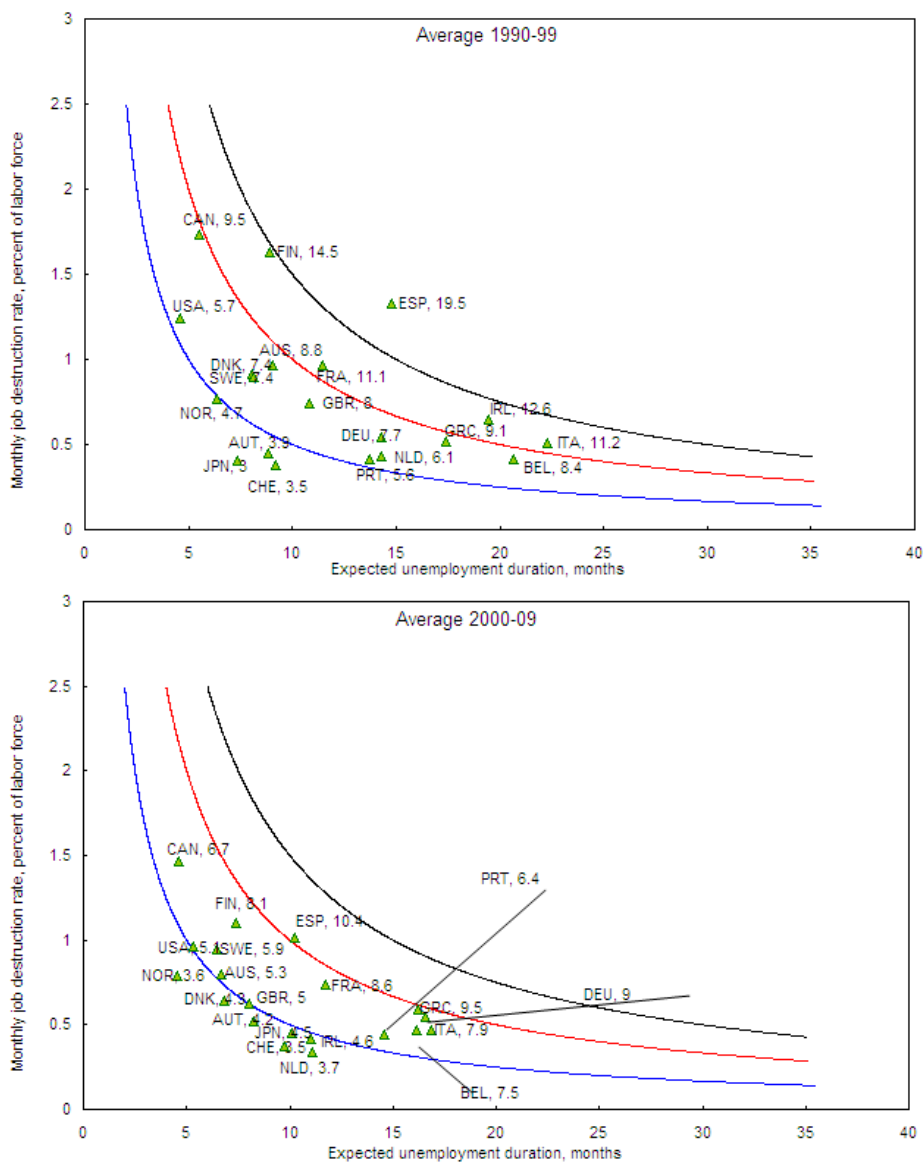 Average 1990-99
Monthly job destruction rate, percent of labor force
3
2.5
2
1.5
1
0.5
0
CAN, 9.5
FIN, 14.5
ESP, 19.5
USA, 5.7
AUS, 8.8
DNK, 7.4
SWE, 7.4
FRA, 11.1
NOR, 4.7
GBR, 8
IRL, 12.6
DEU, 7.7
GRC, 9.1
AUT, 3.9
ITA, 11.2
JPN, 3
NLD, 6.1
BEL, 8.4
PRT, 5.6
CHE, 3.5
0 5 10 15 20 25 30 35 40
Expected unemployment duration, months
Average 2000-09
Monthly job destruction rate, percent of labor force
3
2.5
2
1.5
1
0.5
0
CAN, 6.7
PRT, 6.4
FIN, 8.1
ESP, 10.4
USA, 5.1
SWE, 5.9
NOR, 3.6
AUS, 5.3
FRA, 8.6
DEU, 9
DNK, 4.3
GBR, 5
GRC, 9.5
AUT, 4.2
ITA, 7.9
JPN, 4.5
IRL, 4.6
CHE, 3.5
NLD, 3.7
BEL, 7.5
0 5 10 15 20 25 30 35 40
Expected unemployment duration, months